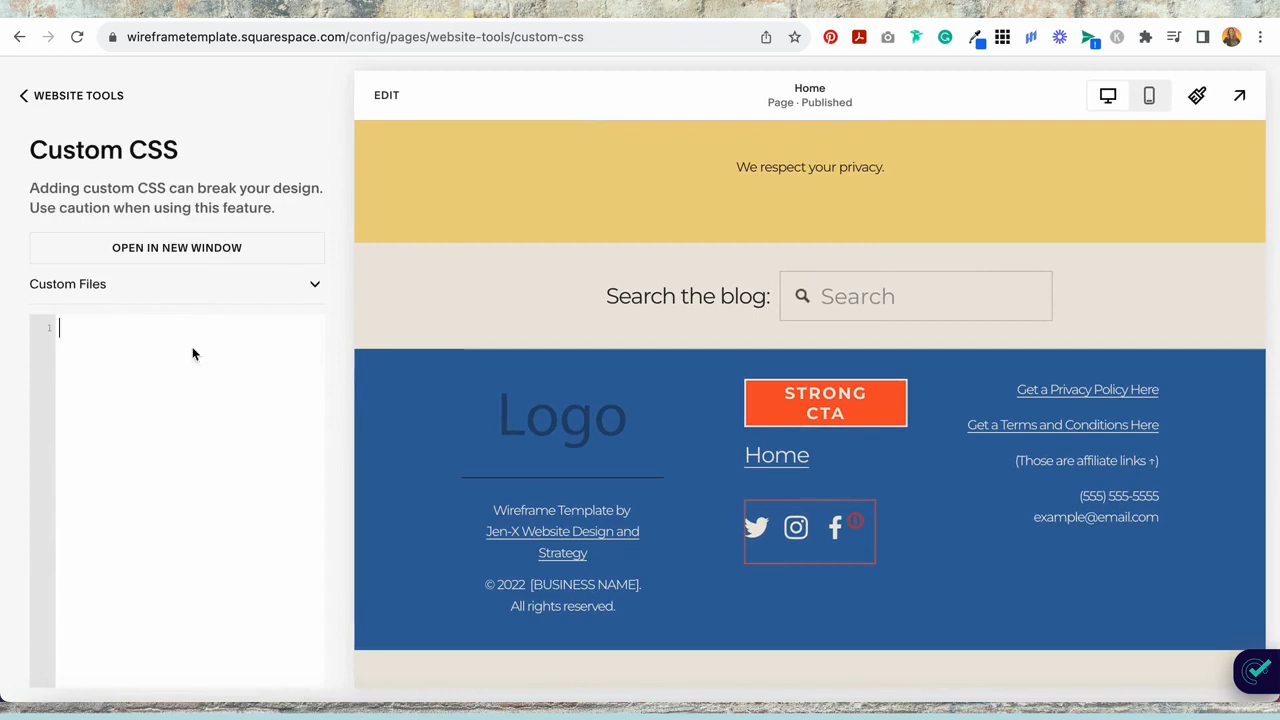 wireframetemplate.squarespace.com/config/pages/website-tools/custom-css
WEBSITE TOOLS
Custom CSS
Adding custom CSS can break your design.
Use caution when using this feature.
OPEN IN NEW WINDOW
Custom Files
1
EDIT
Home
Page · Published
We respect your privacy.
Search the blog:
Search
Logo
Wireframe Template by
Jen-X Website Design and
Strategy
© 2022 [BUSINESS NAME].
All rights reserved.
STRONG
CTA
Home
Get a Privacy Policy Here
Get a Terms and Conditions Here
(Those are affiliate links ↑)
(555) 555-5555
example@email.com